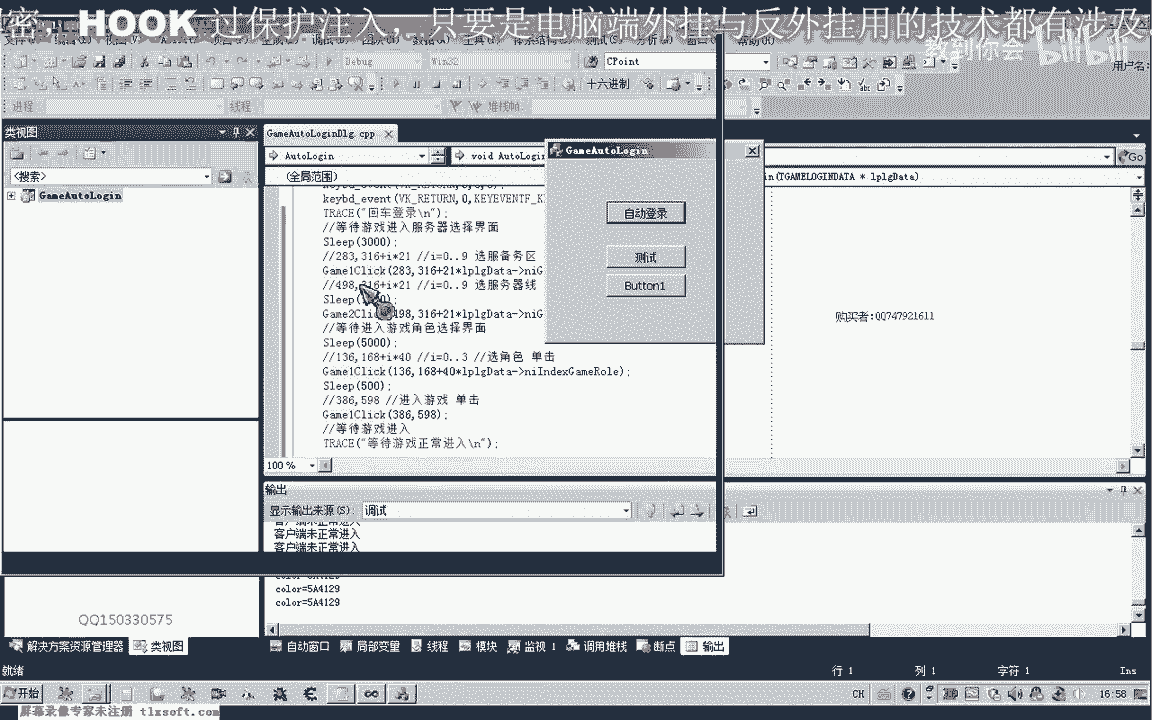 密，HOOK 过保护注入，只要是电脑端外挂与反外挂用的技术都有涉及
教到你会 bilibili
用户名:
Debug Win32 CPoint
十六进制
进程 线程 堆栈帧
类视图
GameAutoLoginDlg.cpp
AutoLogin
void AutoLogin
Go
<搜索>
(全局范围)
in(TGAMELOGINDATA * lplgData)
GameAutoLogin
keybd_event(VK_RETURN,0,0,0);
keybd_event(VK_RETURN,0,KEYEVENTF_K
TRACE("回车登录\n");
//等待游戏进入服务器选择界面
Sleep(3000);
//283,316+i*21 //i=0..9 选服备务区
Game1Click(283,316+21*lplgData->niG
//498,316+i*21 //i=0..9 选服务器线
Sleep(
Game2Click(498,316+21*lplgData->niG
//等待进入游戏角色选择界面
Sleep(5000);
//136,168+i*40 //i=0..3 //选角色 单击
Game1Click(136,168+40*lplgData->niIndexGameRole);
Sleep(500);
//386,598 //进入游戏 单击
Game1Click(386,598);
//等待游戏进入
TRACE("等待游戏正常进入\n");
GameAutoLogin
自动登录
测试
Button1
购买者:QQ747921611
100 %
输出
显示输出来源(S): 调试
客户端未正常进入
客户端未正常进入
color=5A4129
color=5A4129
color=5A4129
QQ150330575
解决方案资源管理器 类视图
自动窗口 局部变量 线程 模块 监视 1 调用堆栈 断点 输出
就绪 行 1 列 1 字符 1 Ins
开始 CH 16:58
屏幕录像专家未注册 tlxsoft.com